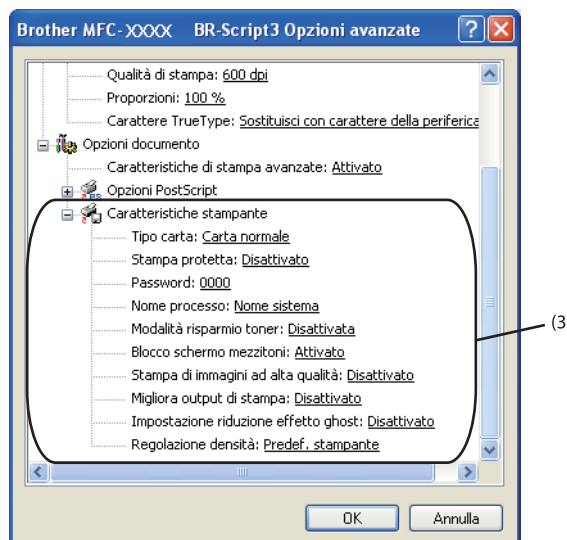 Brother MFC-XXXX BR-Script3 Opzioni avanzate
Qualità di stampa: 600 dpi
Proporzioni: 100 %
Carattere TrueType: Sostituisci con carattere della periferica
Opzioni documento
Caratteristiche di stampa avanzate: Attivato
Opzioni PostScript
Caratteristiche stampante
Tipo carta: Carta normale
Stampa protetta: Disattivato
Password: 0000
Nome processo: Nome sistema
Modalità risparmio toner: Disattivata
Blocco schermo mezzitoni: Attivato
Stampa di immagini ad alta qualità: Disattivato
Migliora output di stampa: Disattivato
Impostazione riduzione effetto ghost: Disattivato
Regolazione densità: Predef. stampante
(3
OK Annulla